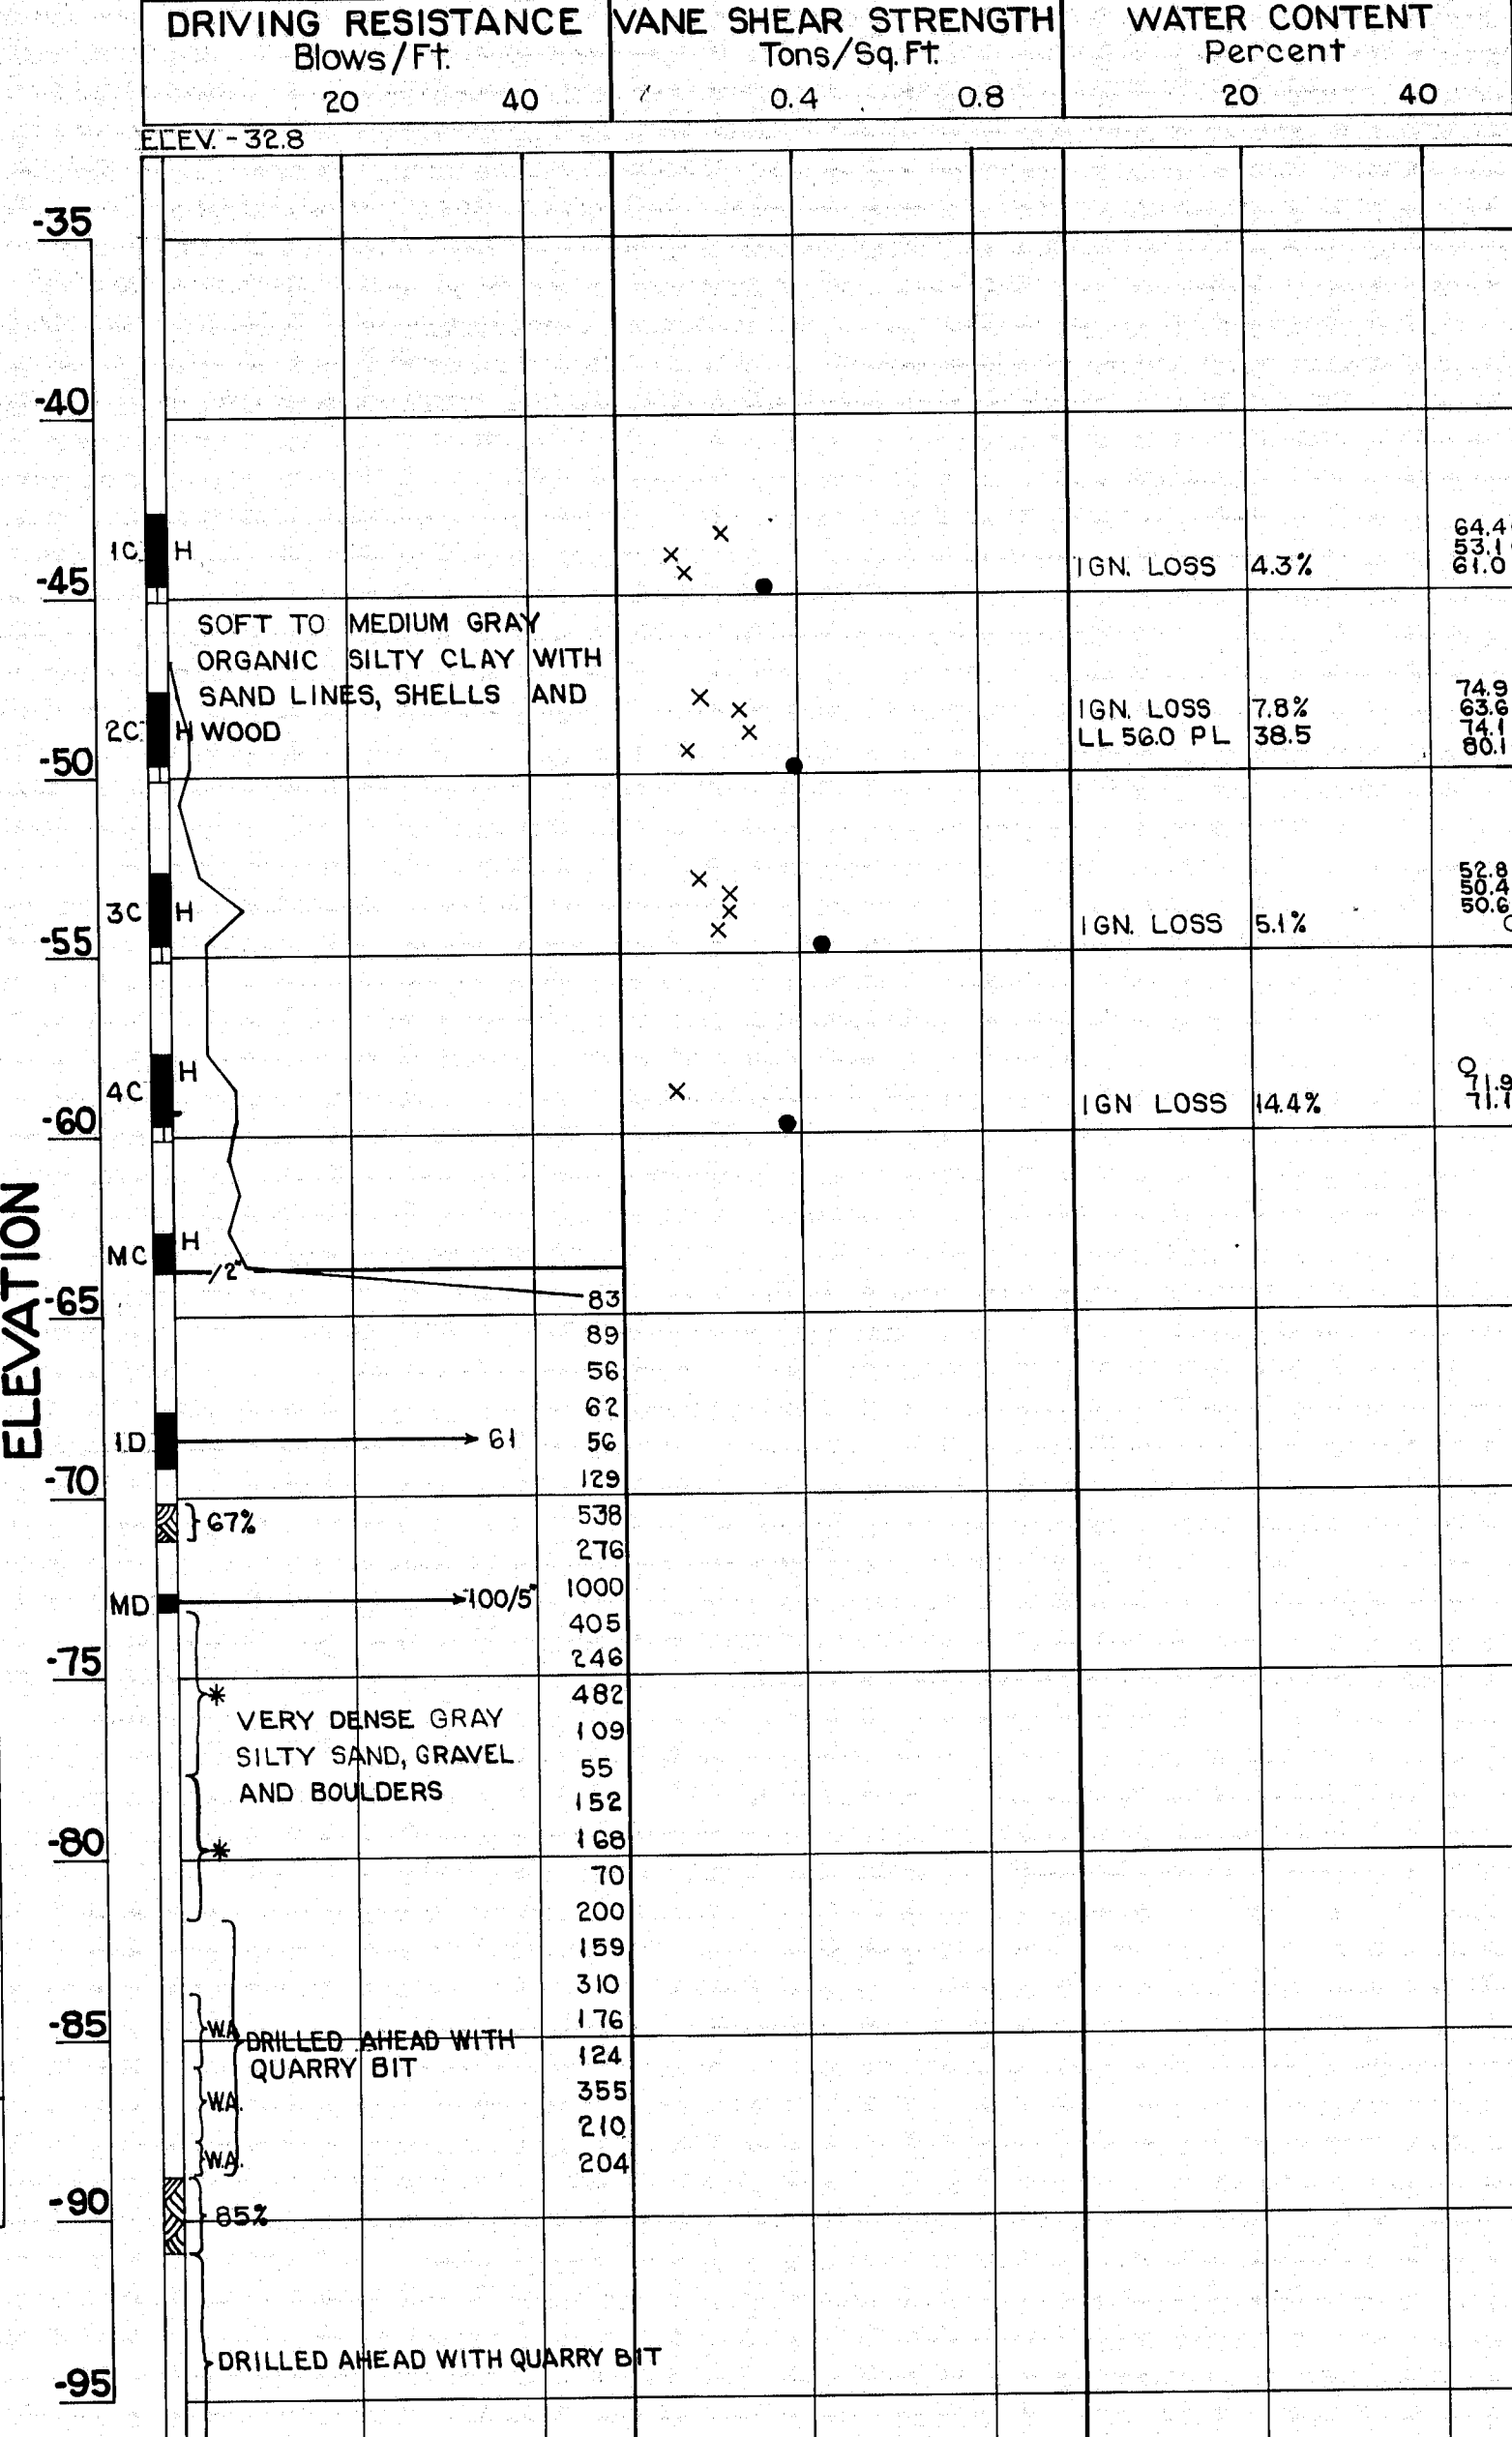 DRIVING RESISTANCE
Blows/Ft.
20 40
VANE SHEAR STRENGTH
Tons/Sq. Ft.
0.4 0.8
WATER CONTENT
Percent
20 40
ELEV. - 32.8
ELEVATION
-35
-40
1C H
64.4
53.1
61.0
IGN. LOSS 4.3%
-45
SOFT TO MEDIUM GRAY
ORGANIC SILTY CLAY WITH
SAND LINES, SHELLS AND
WOOD
2C H
74.9
63.6
74.1
80.1
IGN. LOSS 7.8%
LL 56.0 PL 38.5
-50
3C H
52.8
50.4
50.6
IGN. LOSS 5.1%
-55
4C H
71.9
71.1
IGN LOSS 14.4%
-60
MC H
/2"
83
-65
89
56
62
1D 61 56
-70
129
67% 538
276
MD 100/5" 1000
405
246
-75
* 482
VERY DENSE GRAY
SILTY SAND, GRAVEL
AND BOULDERS
109
55
152
-80
* 168
70
200
159
310
-85
W.A. 176
DRILLED AHEAD WITH
QUARRY BIT
124
W.A. 355
210
W.A. 204
-90
85%
DRILLED AHEAD WITH QUARRY BIT
-95